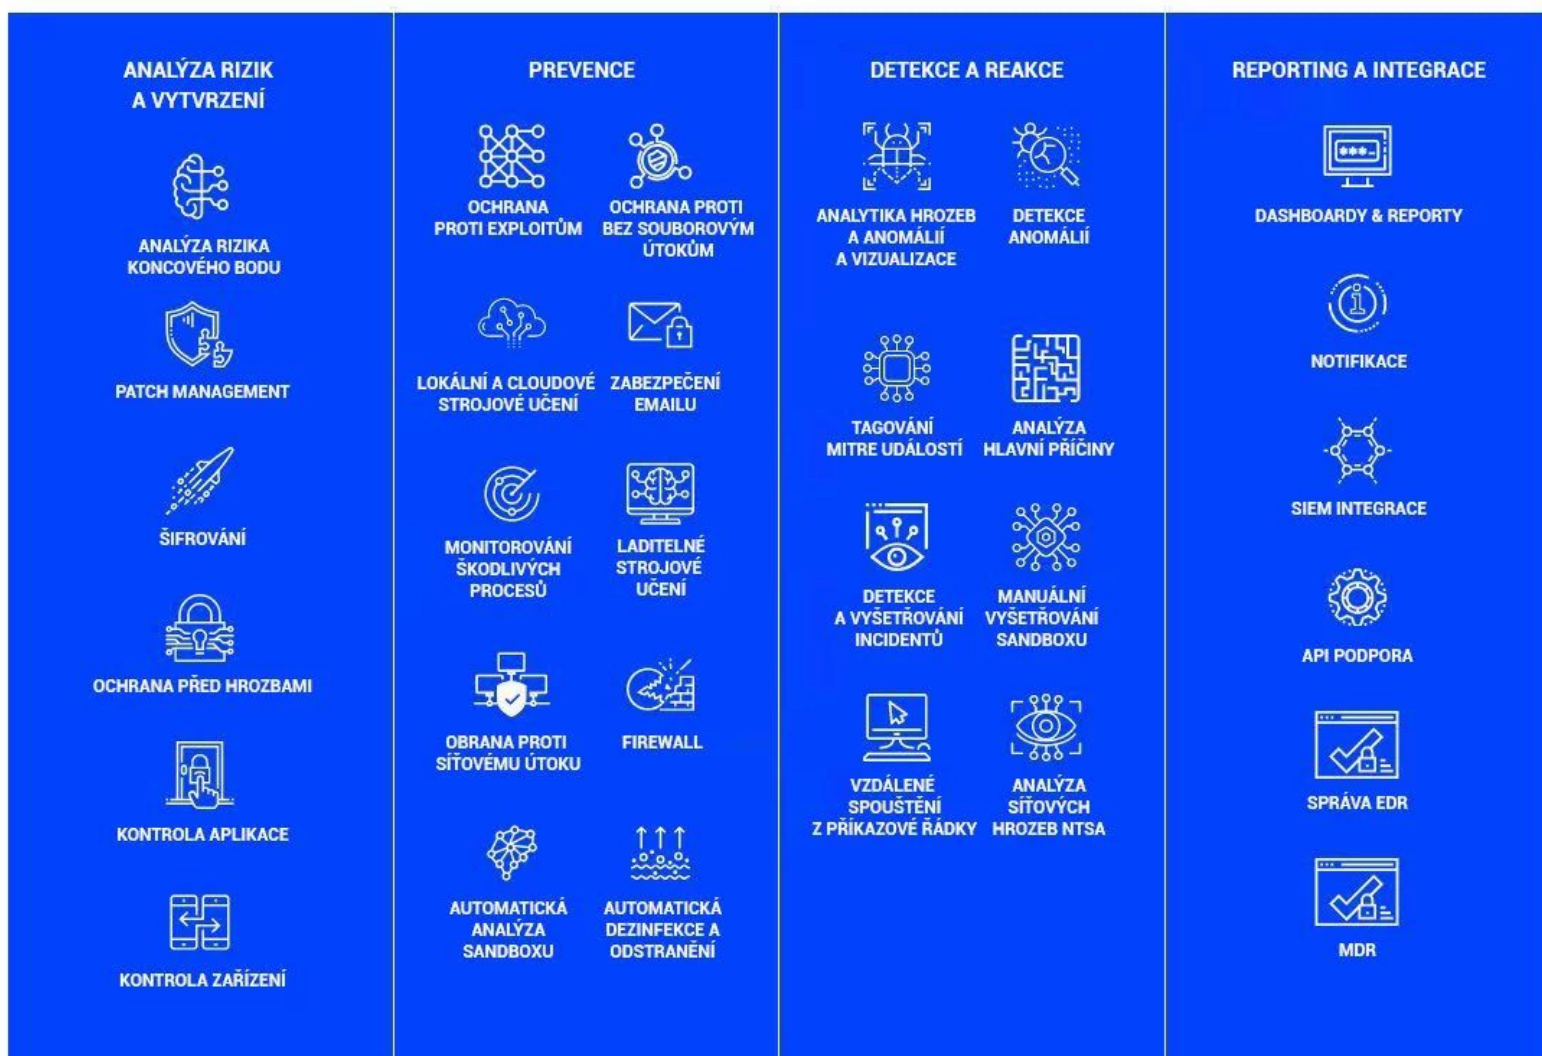 ANALÝZA RIZIK
A VYTVRZENÍ
ANALÝZA RIZIKA
KONCOVÉHO BODU
PATCH MANAGEMENT
ŠIFROVÁNÍ
OCHRANA PŘED HROZBAMI
KONTROLA APLIKACE
KONTROLA ZAŘÍZENÍ
PREVENCE
OCHRANA
PROTI EXPLOITŮM
OCHRANA PROTI
BEZ SOUBOROVÝM
ÚTOKŮM
LOKÁLNÍ A CLOUDOVÉ
STROJOVÉ UČENÍ
ZABEZPEČENÍ
EMAILU
MONITOROVÁNÍ
ŠKODLIVÝCH
PROCESŮ
LADITELNÉ
STROJOVÉ
UČENÍ
OBRANA PROTI
SÍŤOVÉMU ÚTOKU
FIREWALL
AUTOMATICKÁ
ANALÝZA
SANDBOXU
AUTOMATICKÁ
DEZINFEKCE A
ODSTRANĚNÍ
DETEKCE A REAKCE
ANALYTIKA HROZEB
A ANOMÁLIÍ
A VIZUALIZACE
DETEKCE
ANOMÁLIÍ
TAGOVÁNÍ
MITRE UDÁLOSTÍ
ANALÝZA
HLAVNÍ PŘÍČINY
DETEKCE
A VYŠETŘOVÁNÍ
INCIDENTŮ
MANUÁLNÍ
VYŠETŘOVÁNÍ
SANDBOXU
VZDÁLENÉ
SPOUŠTĚNÍ
Z PŘÍKAZOVÉ ŘÁDKY
ANALÝZA
SÍŤOVÝCH
HROZEB NTSA
REPORTING A INTEGRACE
***_
DASHBOARDY & REPORTY
i
NOTIFIKACE
SIEM INTEGRACE
API PODPORA
SPRÁVA EDR
MDR